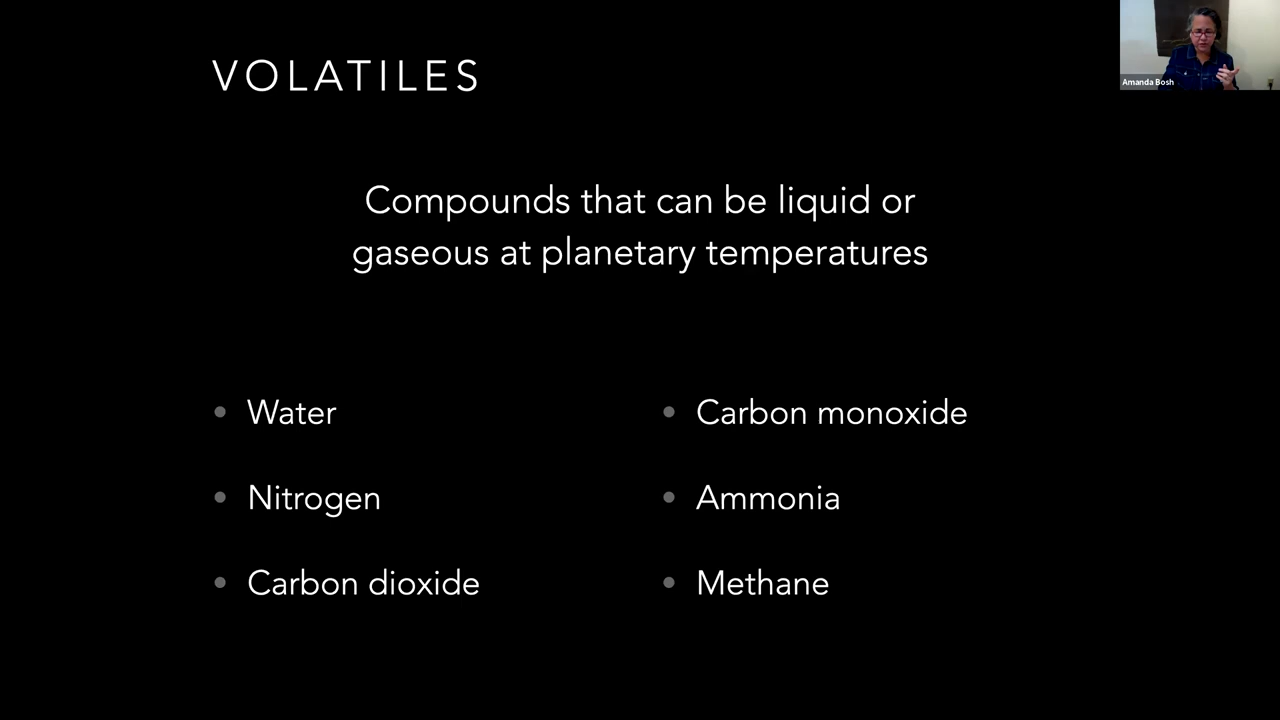 VOLATILES
Amanda Bosh
Compounds that can be liquid or
gaseous at planetary temperatures
• Water
• Nitrogen
• Carbon dioxide
• Carbon monoxide
• Ammonia
• Methane